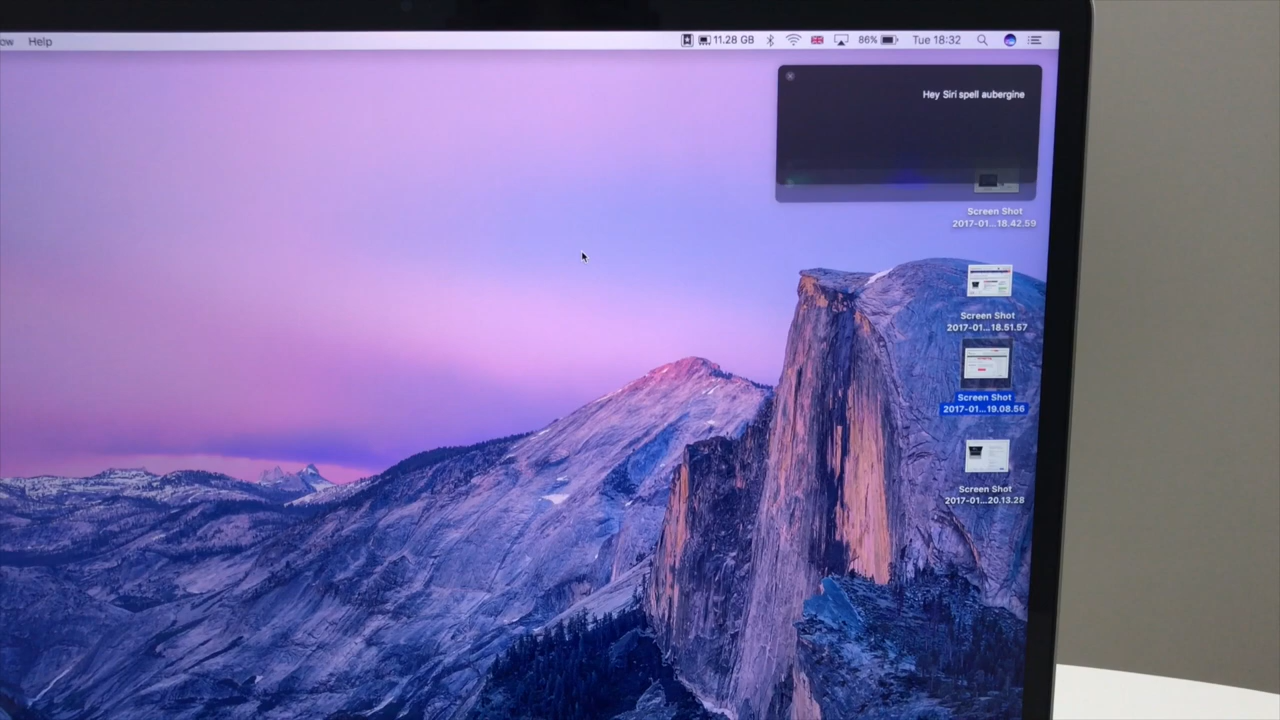 ow Help 11.28 GB 86% Tue 18:32
Hey Siri spell aubergine
Screen Shot
2017-01...18.42.59
Screen Shot
2017-01...18.51.57
Screen Shot
2017-01...19.08.56
Screen Shot
2017-01...20.13.28